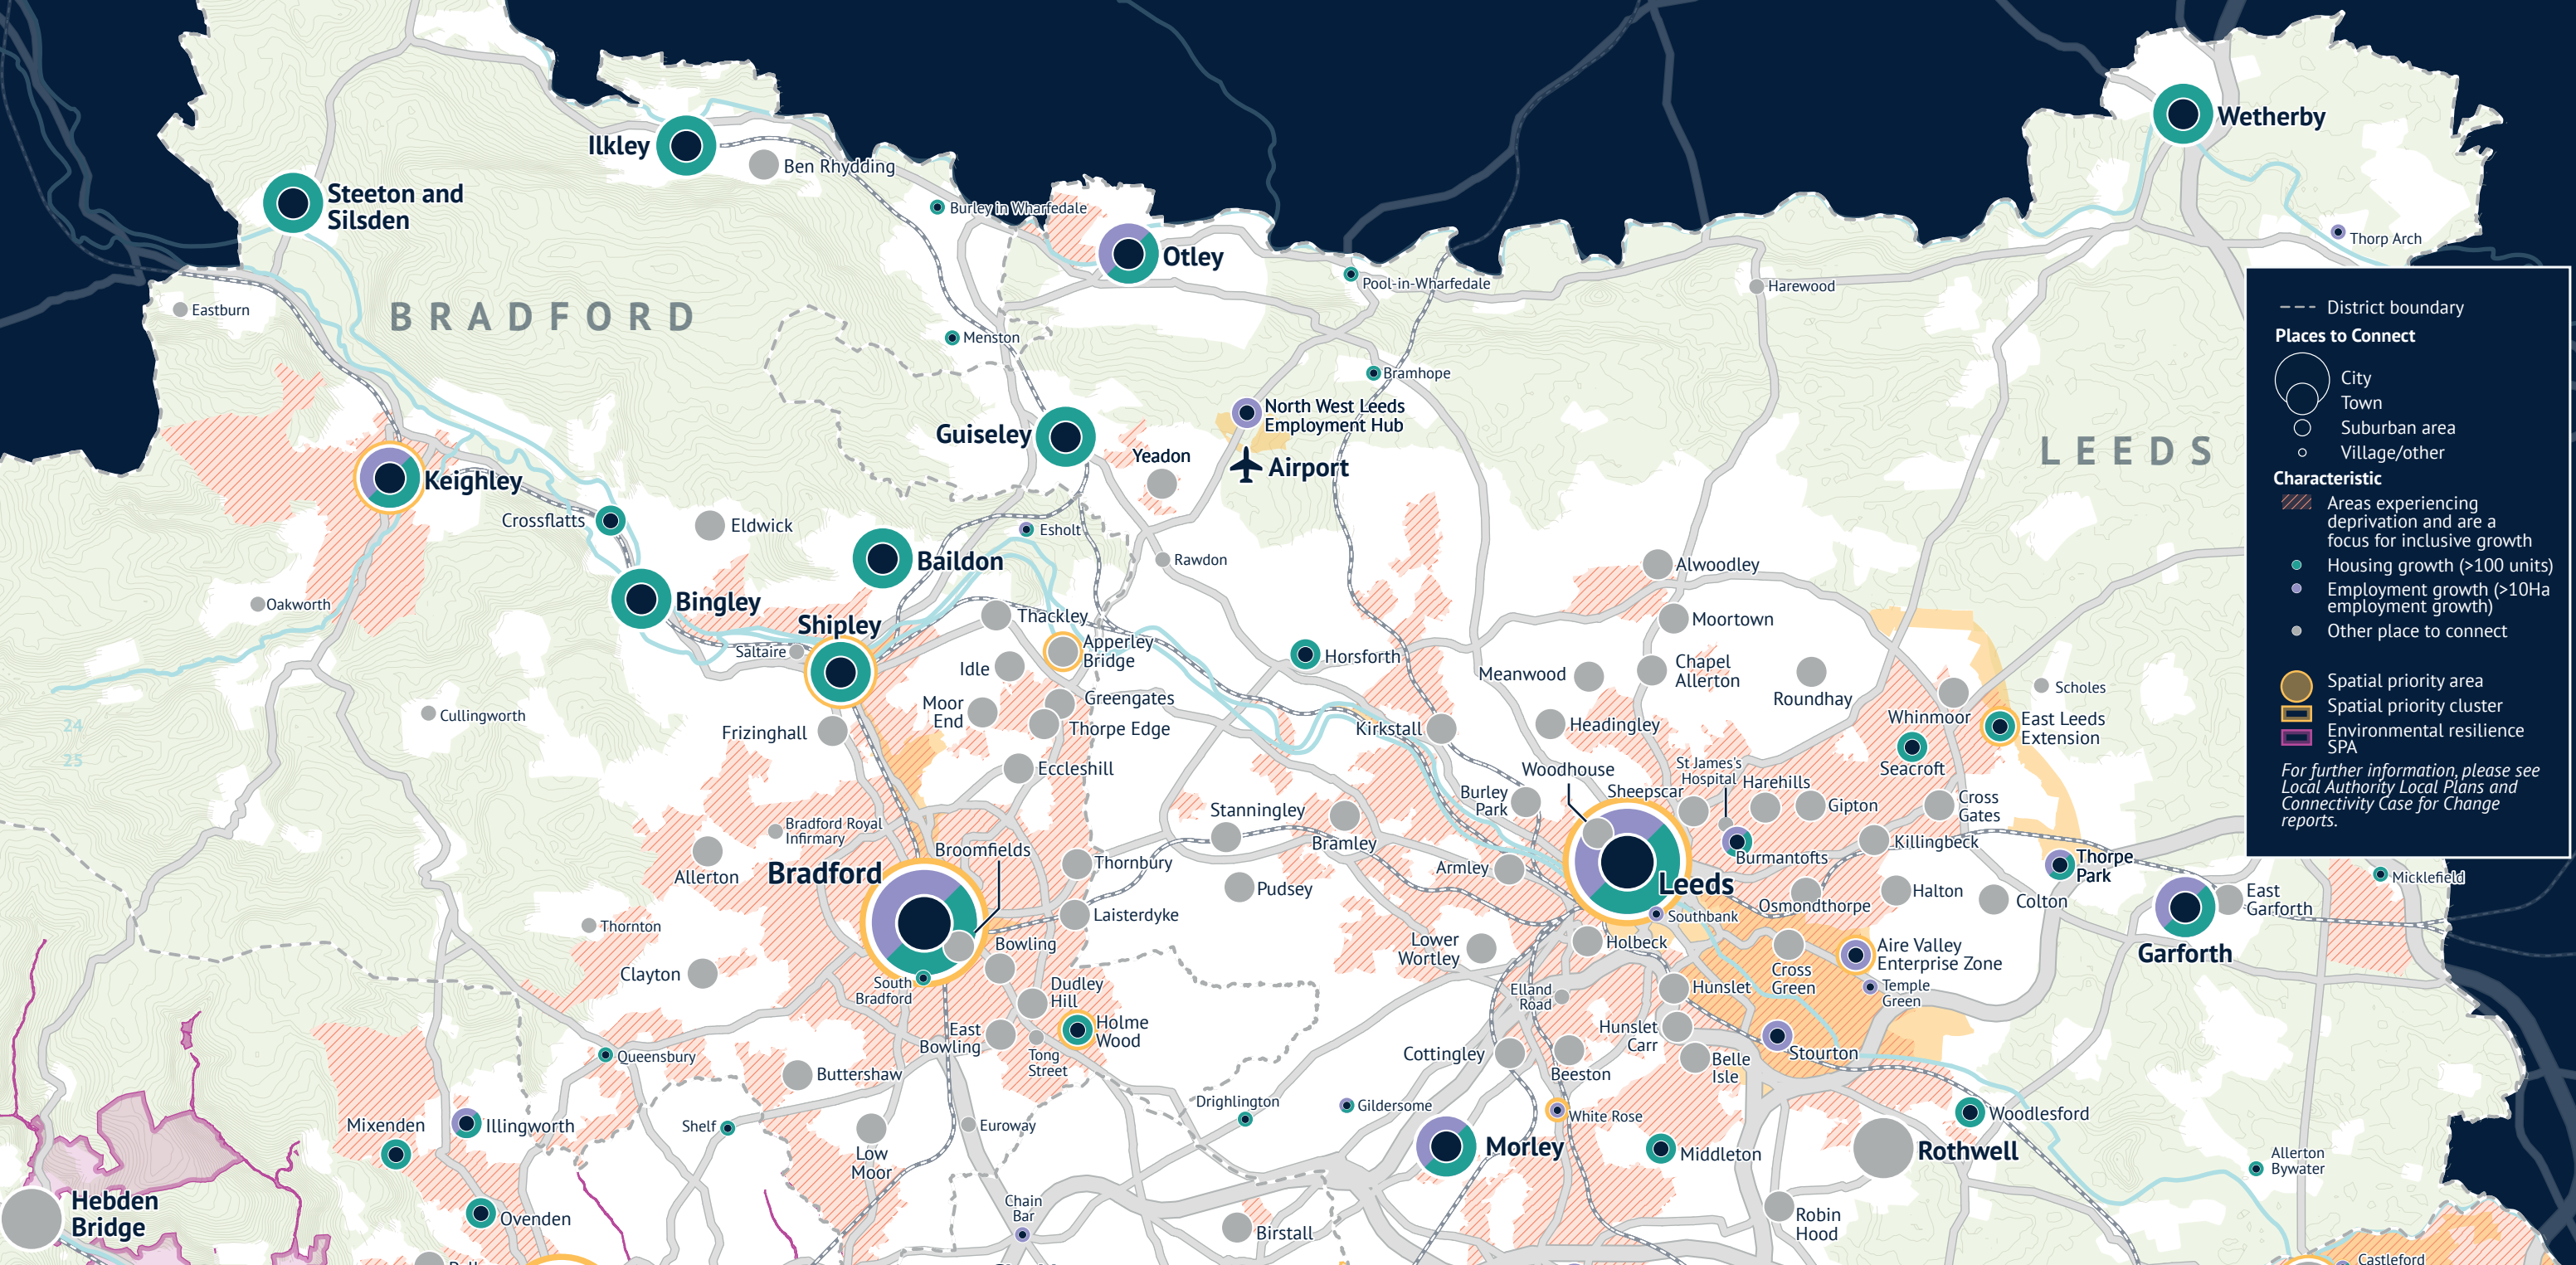 Wetherby
Ilkley
Ben Rhydding
Steeton and
Silsden
Burley in Wharfedale
Otley
Thorp Arch
Pool-in-Wharfedale
Harewood
Eastburn
BRADFORD
Menston
Bramhope
North West Leeds
Employment Hub
Guiseley
Yeadon
Airport
LEEDS
Keighley
Crossflatts
Eldwick
Esholt
Baildon
Rawdon
Alwoodley
Bingley
Oakworth
Shipley
Thackley
Moortown
Saltaire
Apperley
Bridge
Idle
Horsforth
Meanwood
Chapel
Allerton
Roundhay
Scholes
Cullingworth
Moor
End
Greengates
Thorpe Edge
Frizinghall
Kirkstall
Headingley
Whinmoor
East Leeds
Extension
24
25
Eccleshill
Woodhouse
St James's
Hospital
Seacroft
Harehills
Sheepscar
Burley
Park
Gipton
Cross
Gates
Stanningley
Bramley
Bradford Royal
Infirmary
Broomfields
Killingbeck
Burmantofts
Thorpe
Park
Thornbury
Armley
Allerton
Bradford
Leeds
Pudsey
Halton
Micklefield
Osmondthorpe
Colton
East
Garforth
Laisterdyke
Southbank
Thornton
Bowling
Lower
Wortley
Holbeck
Aire Valley
Enterprise Zone
Garforth
Clayton
South
Bradford
Dudley
Hill
Elland
Road
Hunslet
Cross
Green
Temple
Green
Holme
Wood
East
Bowling
Hunslet
Carr
Tong
Street
Queensbury
Cottingley
Beeston
Belle
Isle
Stourton
Buttershaw
Drighlington
Gildersome
White Rose
Woodlesford
Mixenden
Illingworth
Shelf
Euroway
Low
Moor
Morley
Middleton
Rothwell
Allerton
Bywater
Hebden
Bridge
Ovenden
Chain
Bar
Birstall
Robin
Hood
Castleford
District boundary
Places to Connect
City
Town
Suburban area
Village/other
Characteristic
Areas experiencing
deprivation and are a
focus for inclusive growth
Housing growth (>100 units)
Employment growth (>10Ha
employment growth)
Other place to connect
Spatial priority area
Spatial priority cluster
Environmental resilience
SPA
For further information, please see
Local Authority Local Plans and
Connectivity Case for Change
reports.